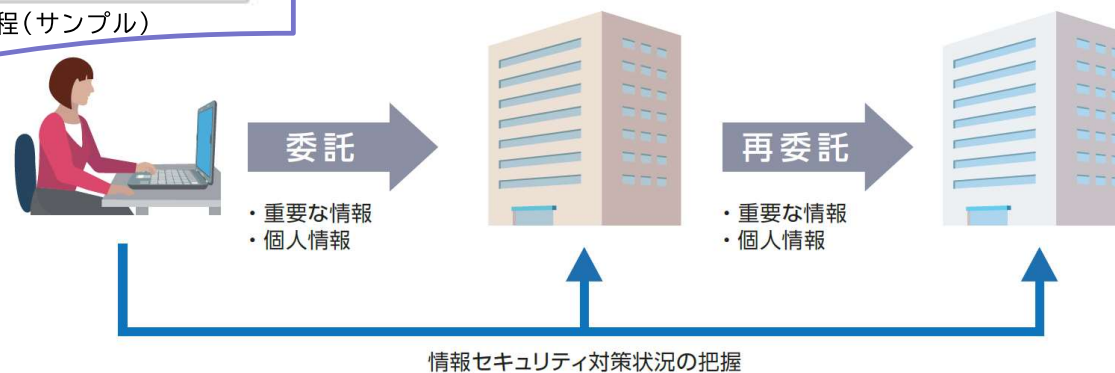 程(サンプル)
委託
再委託
・重要な情報
・個人情報
・重要な情報
・個人情報
情報セキュリティ対策状況の把握